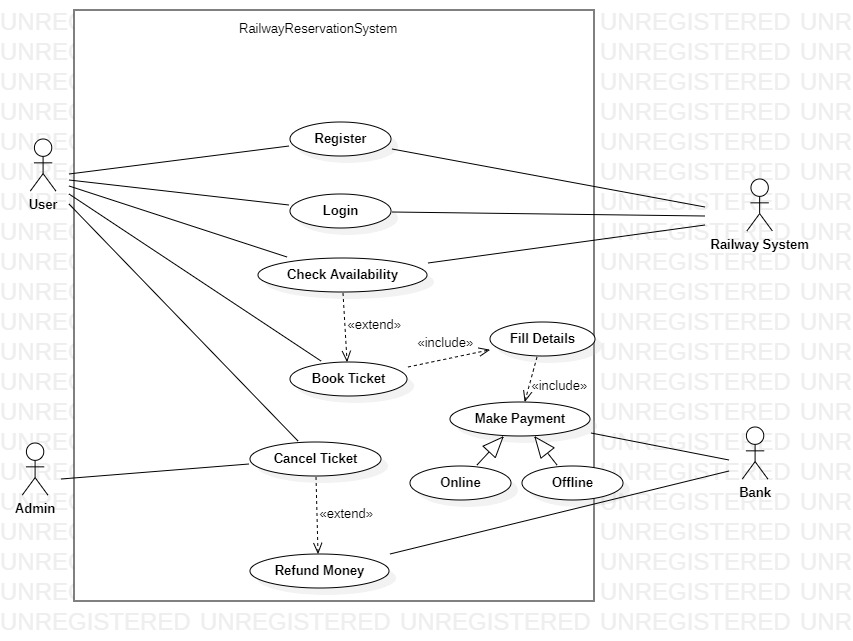 RailwayReservationSystem
Register
User
Login
Railway System
Check Availability
«extend»
Fill Details
«include»
Book Ticket
«include»
Make Payment
Cancel Ticket
Online
Offline
Bank
Admin
«extend»
Refund Money
UNREGISTERED UNREGISTERED UNREGISTERED UNREGISTERED UNR